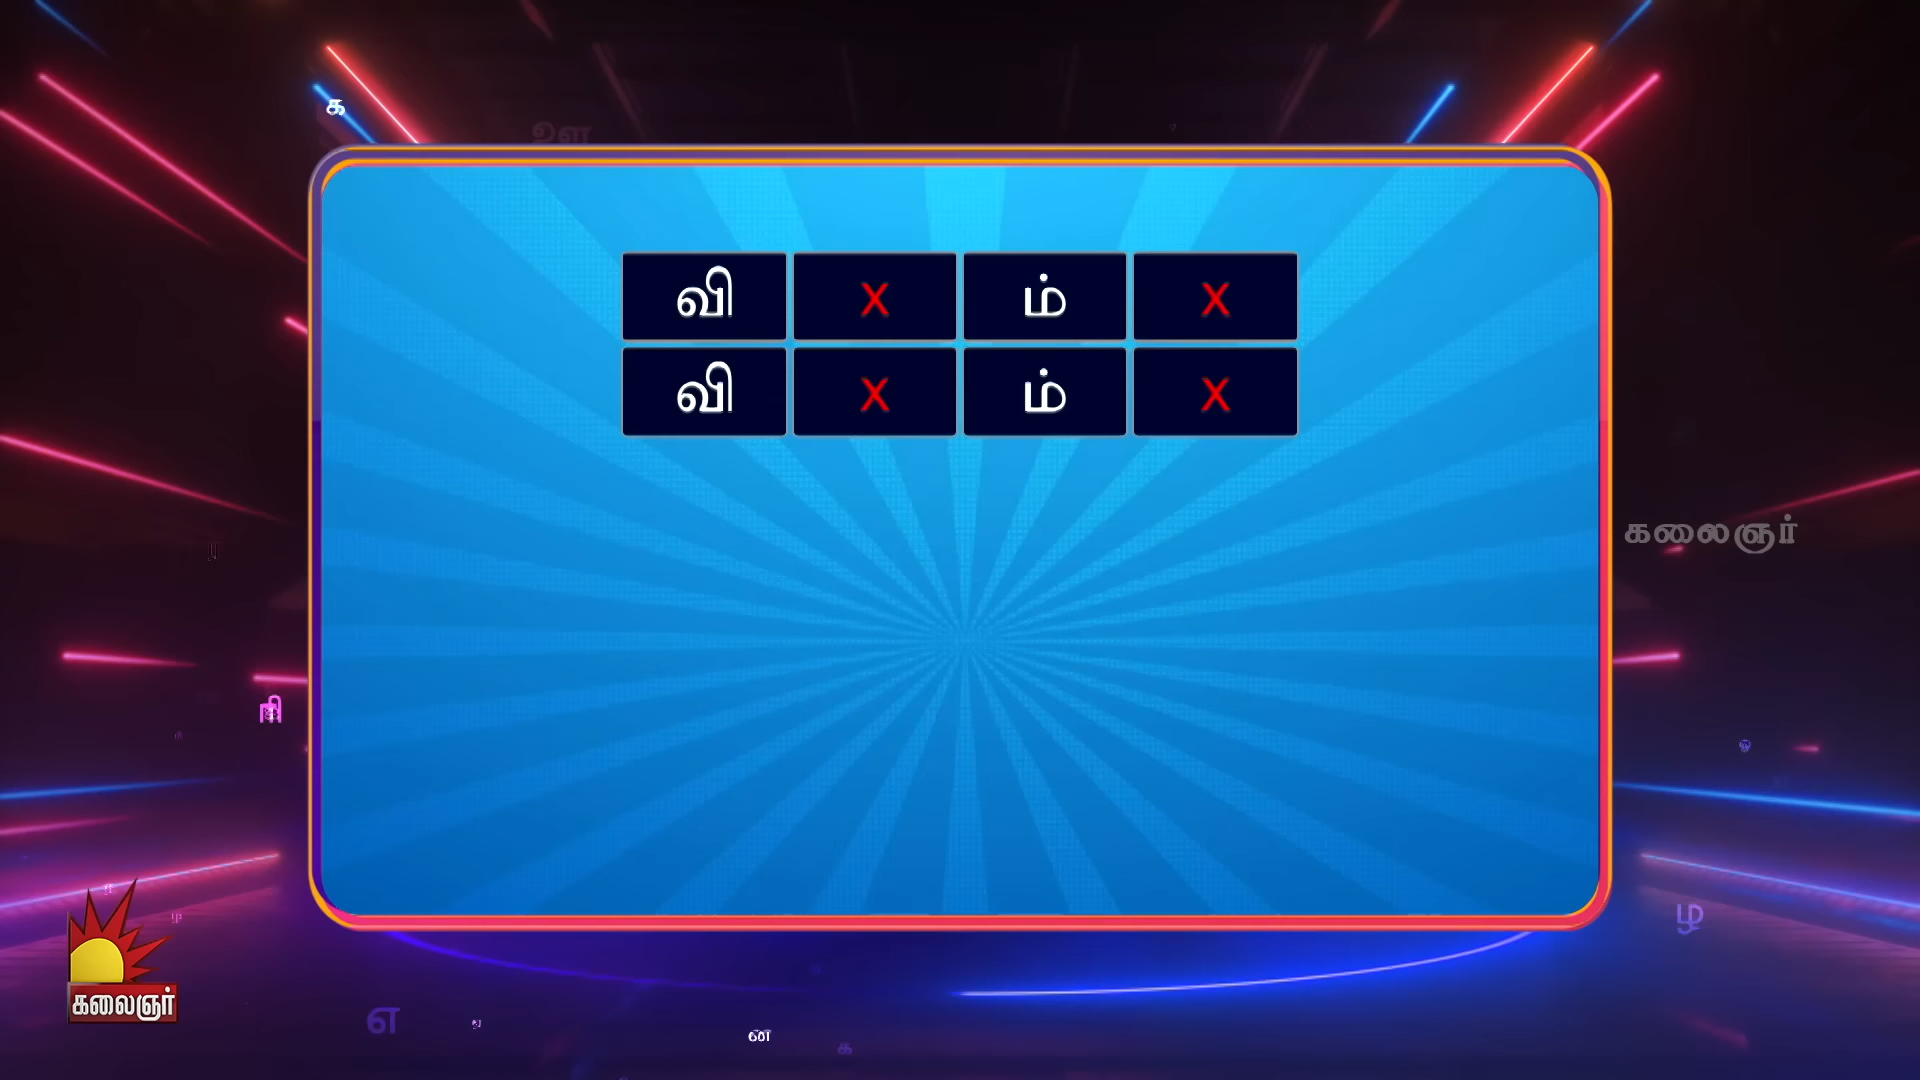 க
வி X ம் X
வி X ம் X
கலைஞர்
ழ
கலைஞர்
எ
ன
க